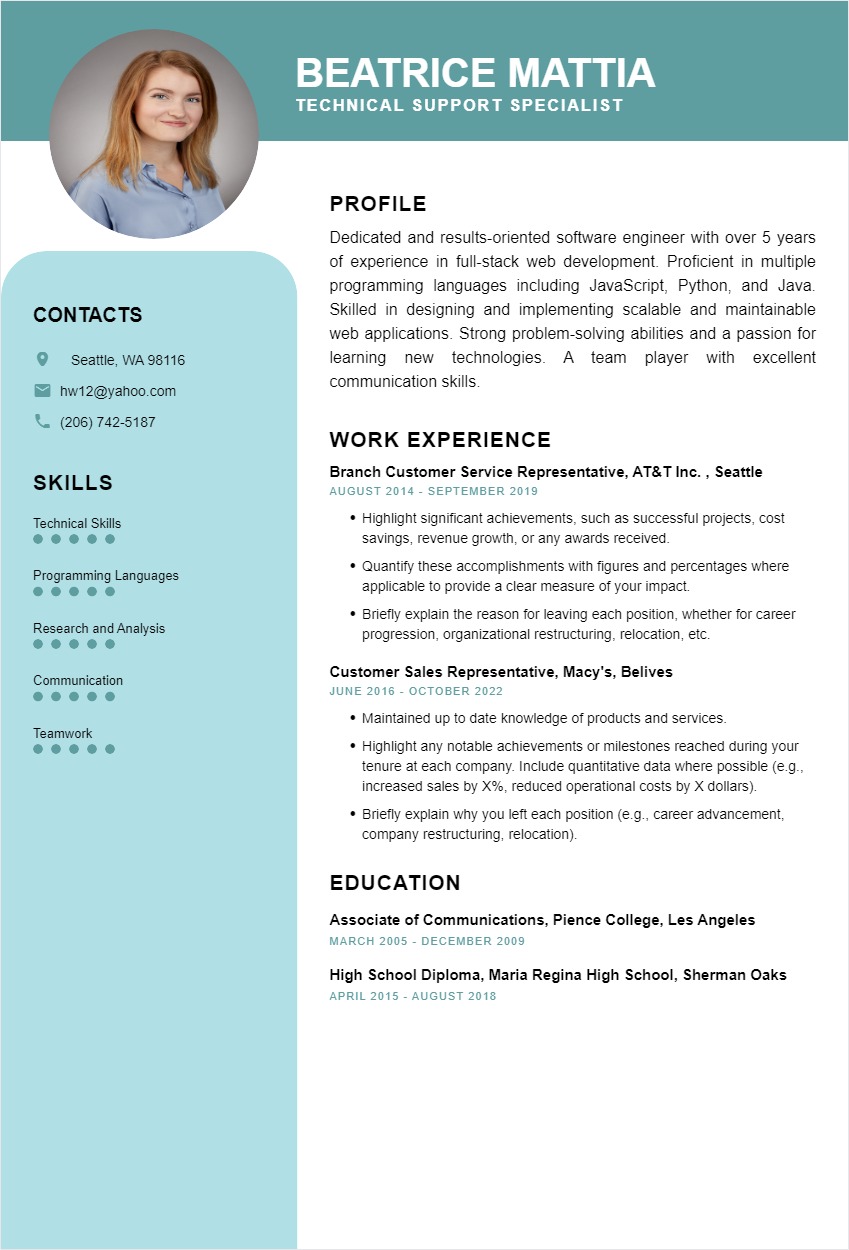 BEATRICE MATTIA
TECHNICAL SUPPORT SPECIALIST
CONTACTS
Seattle, WA 98116
hw12@yahoo.com
(206) 742-5187
SKILLS
Technical Skills
Programming Languages
Research and Analysis
Communication
Teamwork
PROFILE
Dedicated and results-oriented software engineer with over 5 years
of experience in full-stack web development. Proficient in multiple
programming languages including JavaScript, Python, and Java.
Skilled in designing and implementing scalable and maintainable
web applications. Strong problem-solving abilities and a passion for
learning new technologies. A team player with excellent
communication skills.
WORK EXPERIENCE
Branch Customer Service Representative, AT&T Inc. , Seattle
AUGUST 2014 - SEPTEMBER 2019
• Highlight significant achievements, such as successful projects, cost
savings, revenue growth, or any awards received.
• Quantify these accomplishments with figures and percentages where
applicable to provide a clear measure of your impact.
• Briefly explain the reason for leaving each position, whether for career
progression, organizational restructuring, relocation, etc.
Customer Sales Representative, Macy's, Belives
JUNE 2016 - OCTOBER 2022
• Maintained up to date knowledge of products and services.
• Highlight any notable achievements or milestones reached during your
tenure at each company. Include quantitative data where possible (e.g.,
increased sales by X%, reduced operational costs by X dollars).
• Briefly explain why you left each position (e.g., career advancement,
company restructuring, relocation).
EDUCATION
Associate of Communications, Pience College, Les Angeles
MARCH 2005 - DECEMBER 2009
High School Diploma, Maria Regina High School, Sherman Oaks
APRIL 2015 - AUGUST 2018